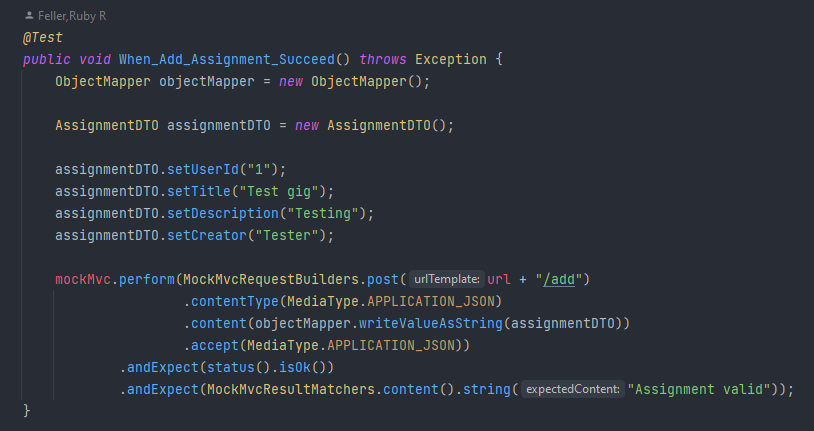 Feller,Ruby R
@Test
public void When_Add_Assignment_Succeed() throws Exception {
ObjectMapper objectMapper = new ObjectMapper();
AssignmentDTO assignmentDTO = new AssignmentDTO();
assignmentDTO.setUserId("1");
assignmentDTO.setTitle("Test gig");
assignmentDTO.setDescription("Testing");
assignmentDTO.setCreator("Tester");
mockMvc.perform(MockMvcRequestBuilders.post( urlTemplate: url + "/add")
.contentType(MediaType.APPLICATION_JSON)
.content(objectMapper.writeValueAsString(assignmentDTO))
.accept(MediaType.APPLICATION_JSON))
.andExpect(status().isOk())
.andExpect(MockMvcResultMatchers.content().string( expectedContent: "Assignment valid"));
}